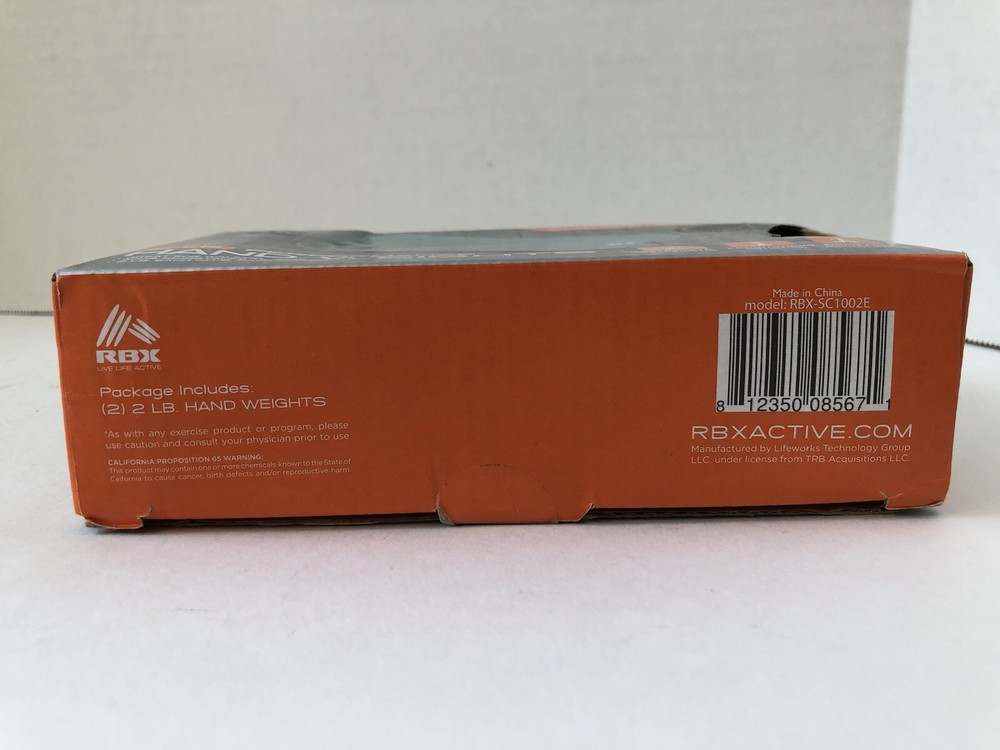 HAND WEIGHTS
RBX
LIVE LIFE ACTIVE
Package Includes:
(2) 2 LB. HAND WEIGHTS
*As with any exercise product or program, please
use caution and consult your physician prior to use
CALIFORNIA PROPOSITION 65 WARNING:
This product may contain one or more chemicals known to the State of
California to cause cancer, birth defects and/or reproductive harm
Made in China
model: RBX-SC1002E
8 12350 08567 1
RBXACTIVE.COM
Manufactured by Lifeworks Technology Group
LLC. under license from TRB Acquisitions LLC.